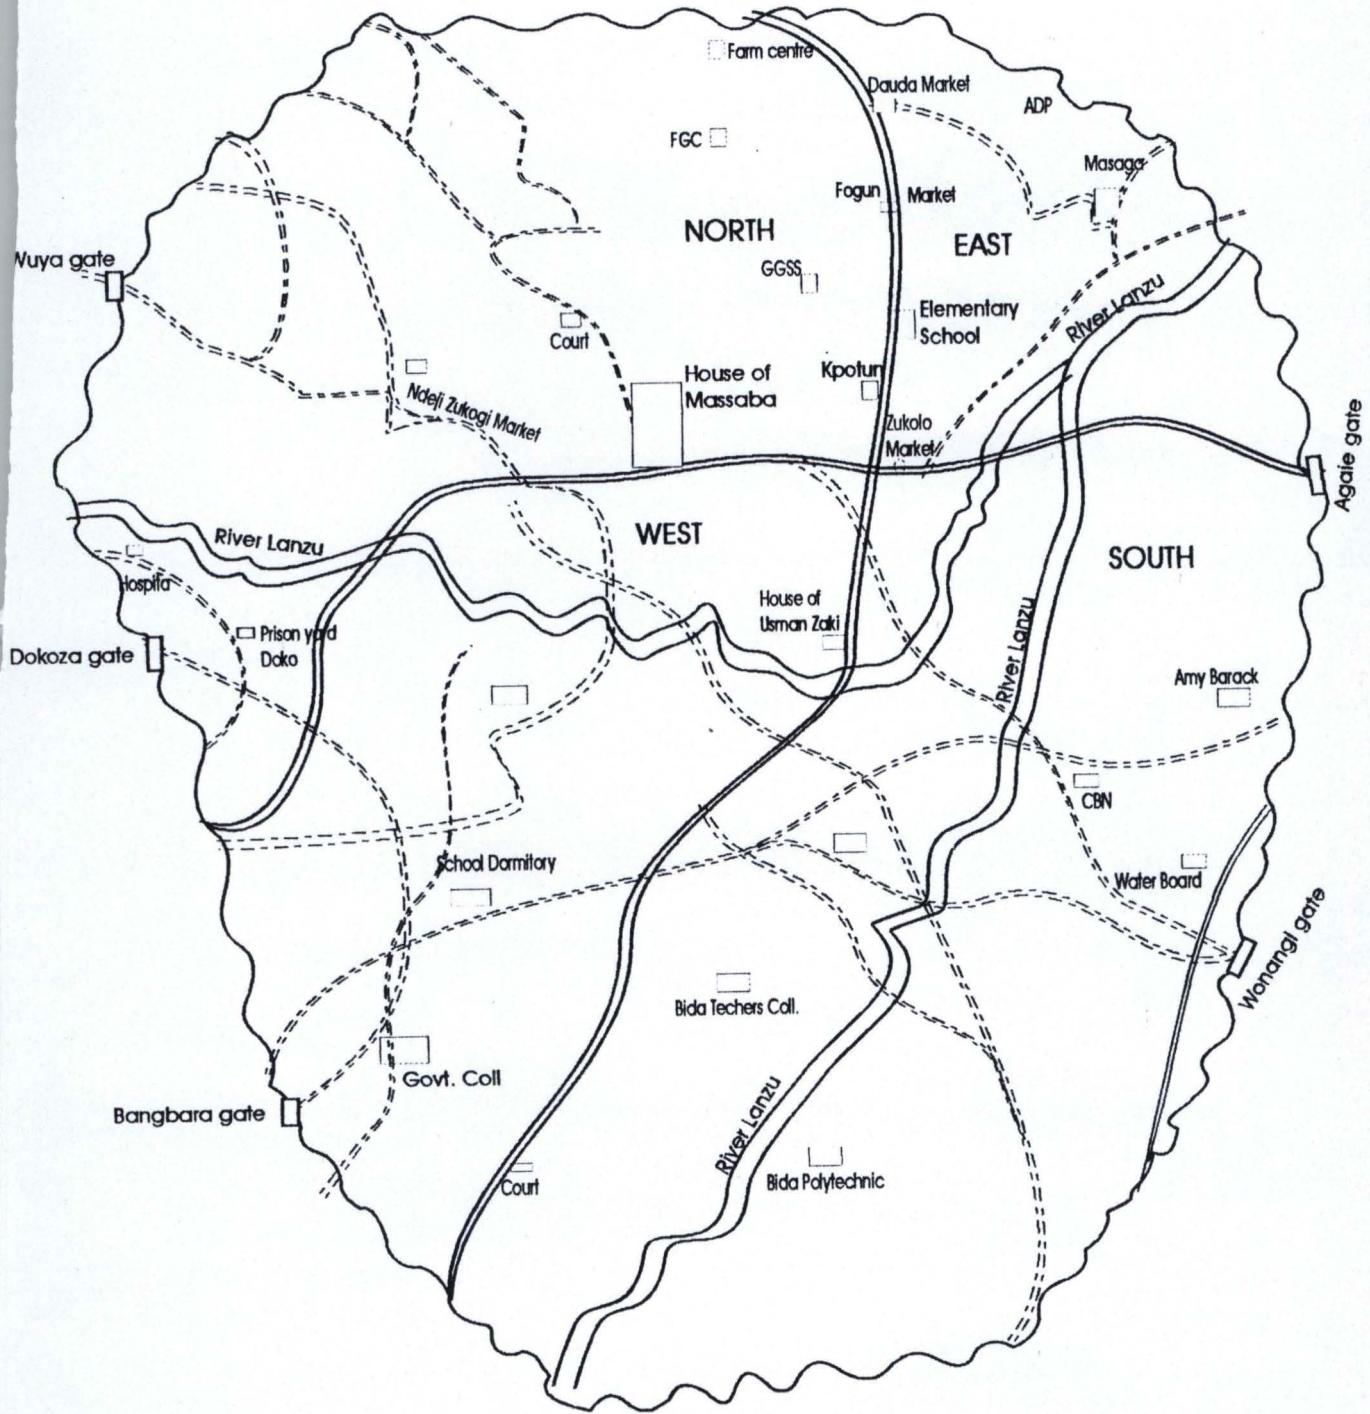 Farm centre
Dauda Market
ADP
FGC
Masaga
Fogun Market
NORTH
EAST
Wuya gate
GGSS
River Lanzu
Elementary
School
Court
House of
Massaba
Kpotun
Ndeji Zukogi Market
Zukolo
Market
Agaie gate
WEST
River Lanzu
SOUTH
Hospita
House of
Usman Zaki
Prison yard
Doko
Dokoza gate
River Lanzu
Amy Barack
CBN
School Dormitory
Water Board
Wonangi gate
Bida Techers Coll.
Govt. Coll
Bangbara gate
River Lanzu
Court
Bida Polytechnic